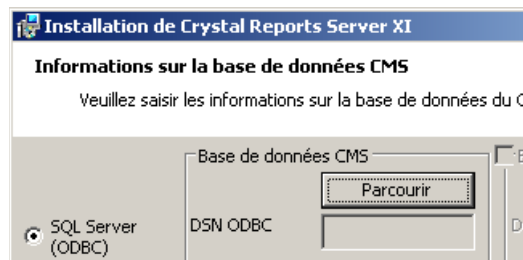 Installation de Crystal Reports Server XI
Informations sur la base de données CMS
Veuillez saisir les informations sur la base de données du
Base de données CMS
Parcourir
SQL Server
(ODBC)
DSN ODBC